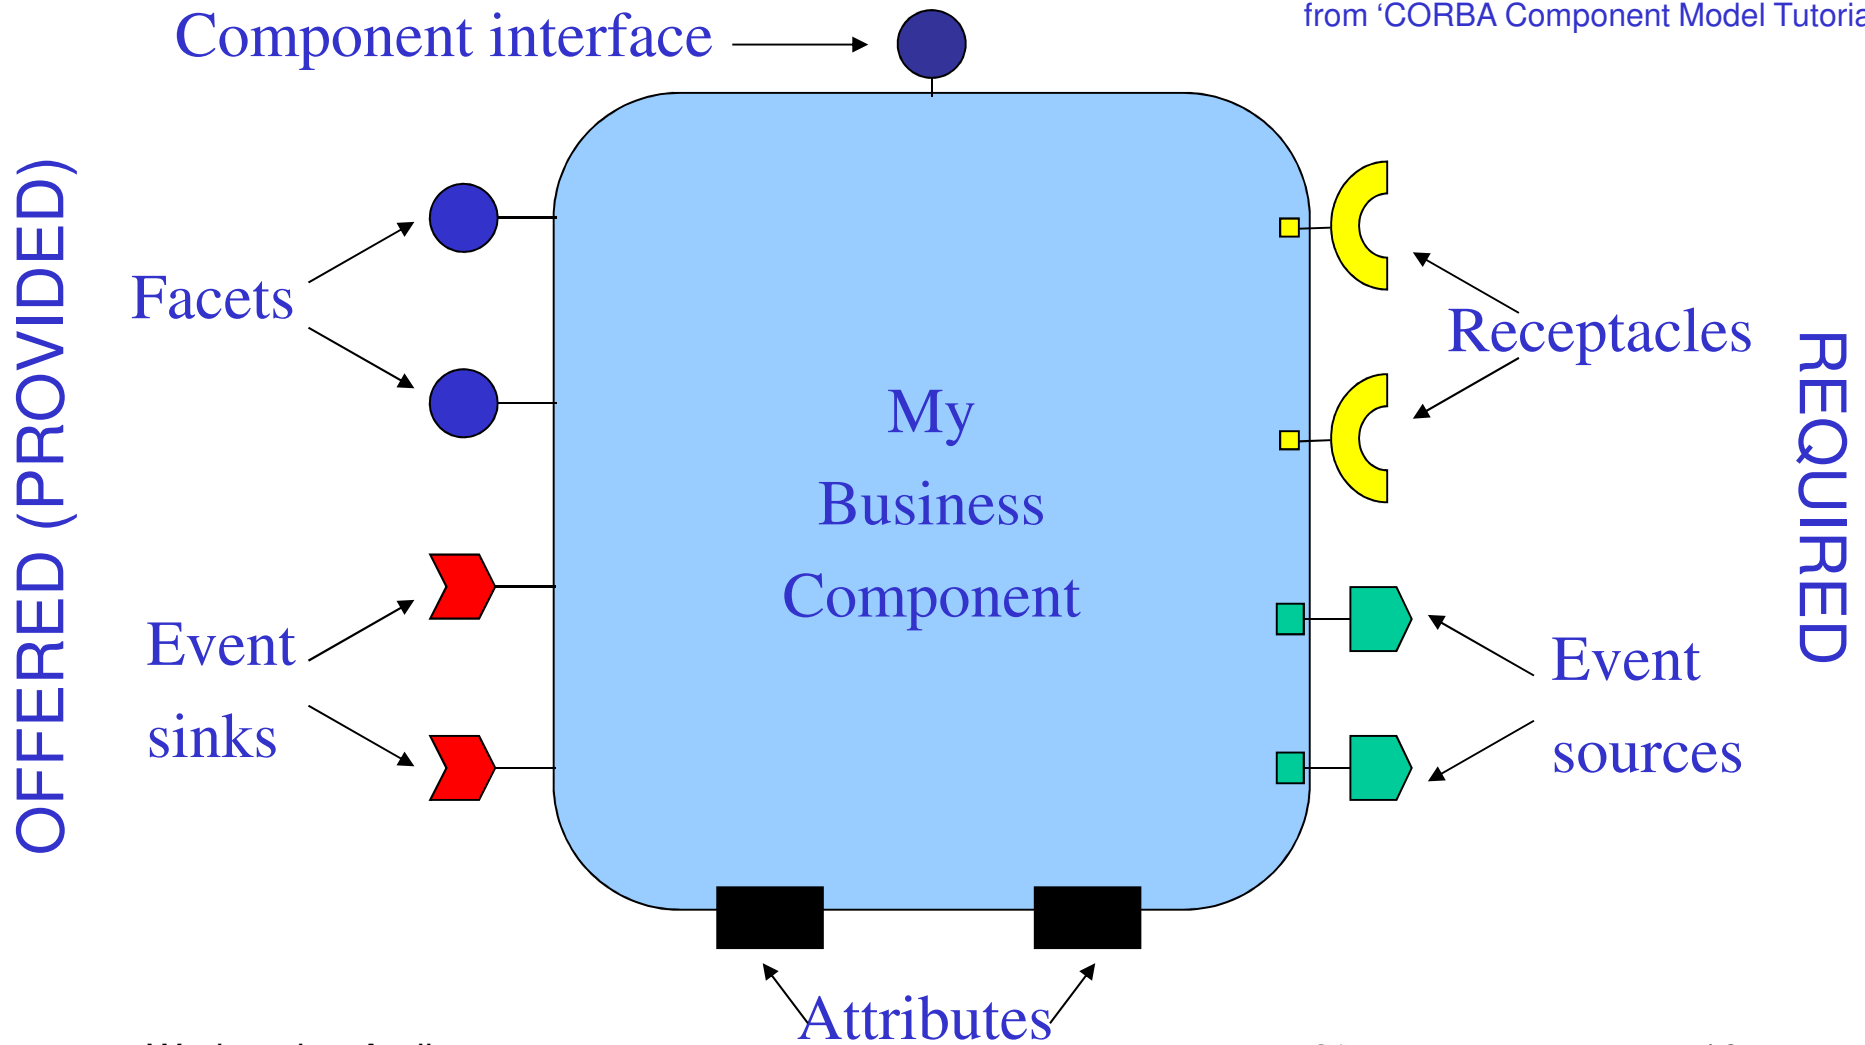 Component interface
from ‘CORBA Component Model
OFFERED (PROVIDED)
Facets
Receptacles
REQUIRED
My
Business
Component
Event
sinks
Event
sources
Attributes